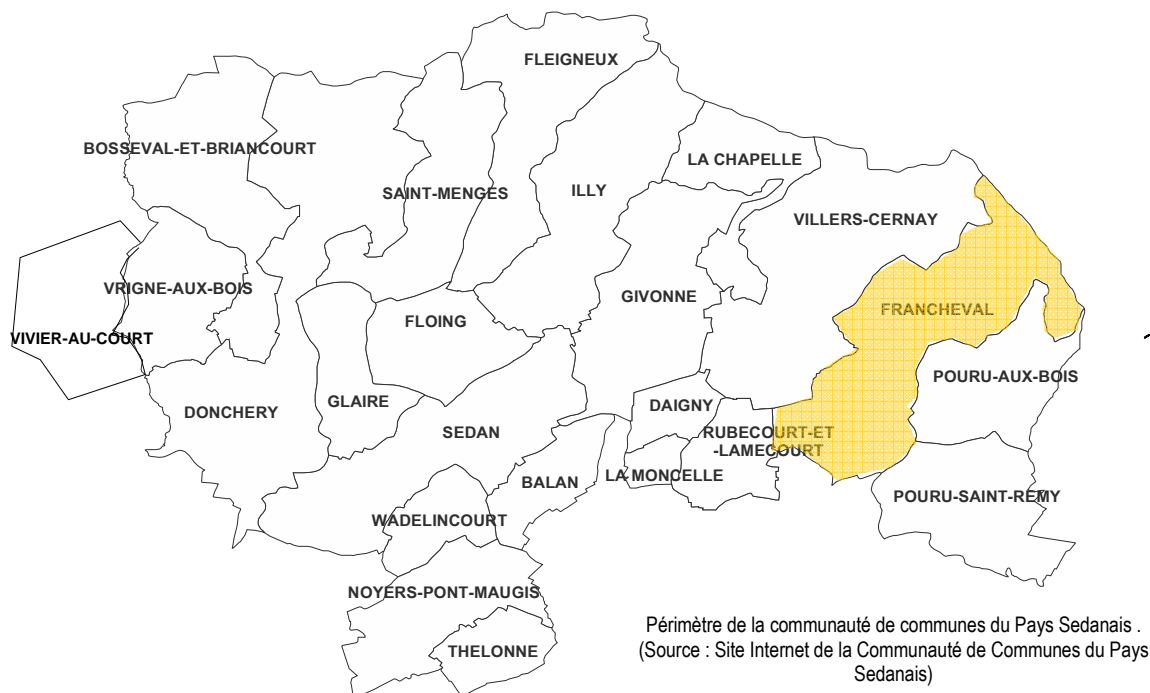 FLEIGNEUX
BOSSEVAL-ET-BRIANCOURT
LA CHAPELLE
SAINT-MENGES
ILLY
VILLERS-CERNAY
VRIGNE-AUX-BOIS
GIVONNE
FRANCHEVAL
FLOING
VIVIER-AU-COURT
POURU-AUX-BOIS
GLAIRE
DAIGNY
DONCHERY
SEDAN
RUBECOURT-ET
-LAMECOURT
LA MONCELLE
BALAN
POURU-SAINT-REMY
WADELINCOURT
NOYERS-PONT-MAUGIS
THELONNE
Périmètre de la communauté de communes du Pays Sedanais .
(Source : Site Internet de la Communauté de Communes du Pays
Sedanais)